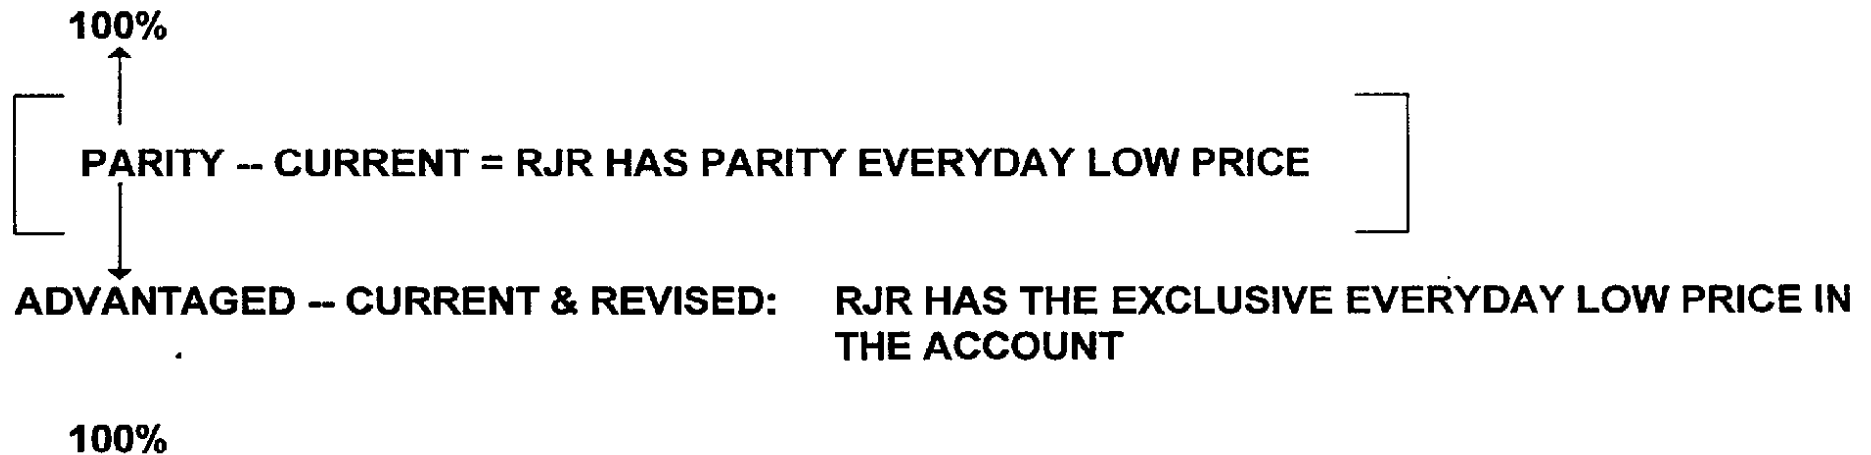 100%
PARITY -- CURRENT = RJR HAS PARITY EVERYDAY LOW PRICE
ADVANTAGED -- CURRENT & REVISED: RJR HAS THE EXCLUSIVE EVERYDAY LOW PRICE IN
THE ACCOUNT
100%